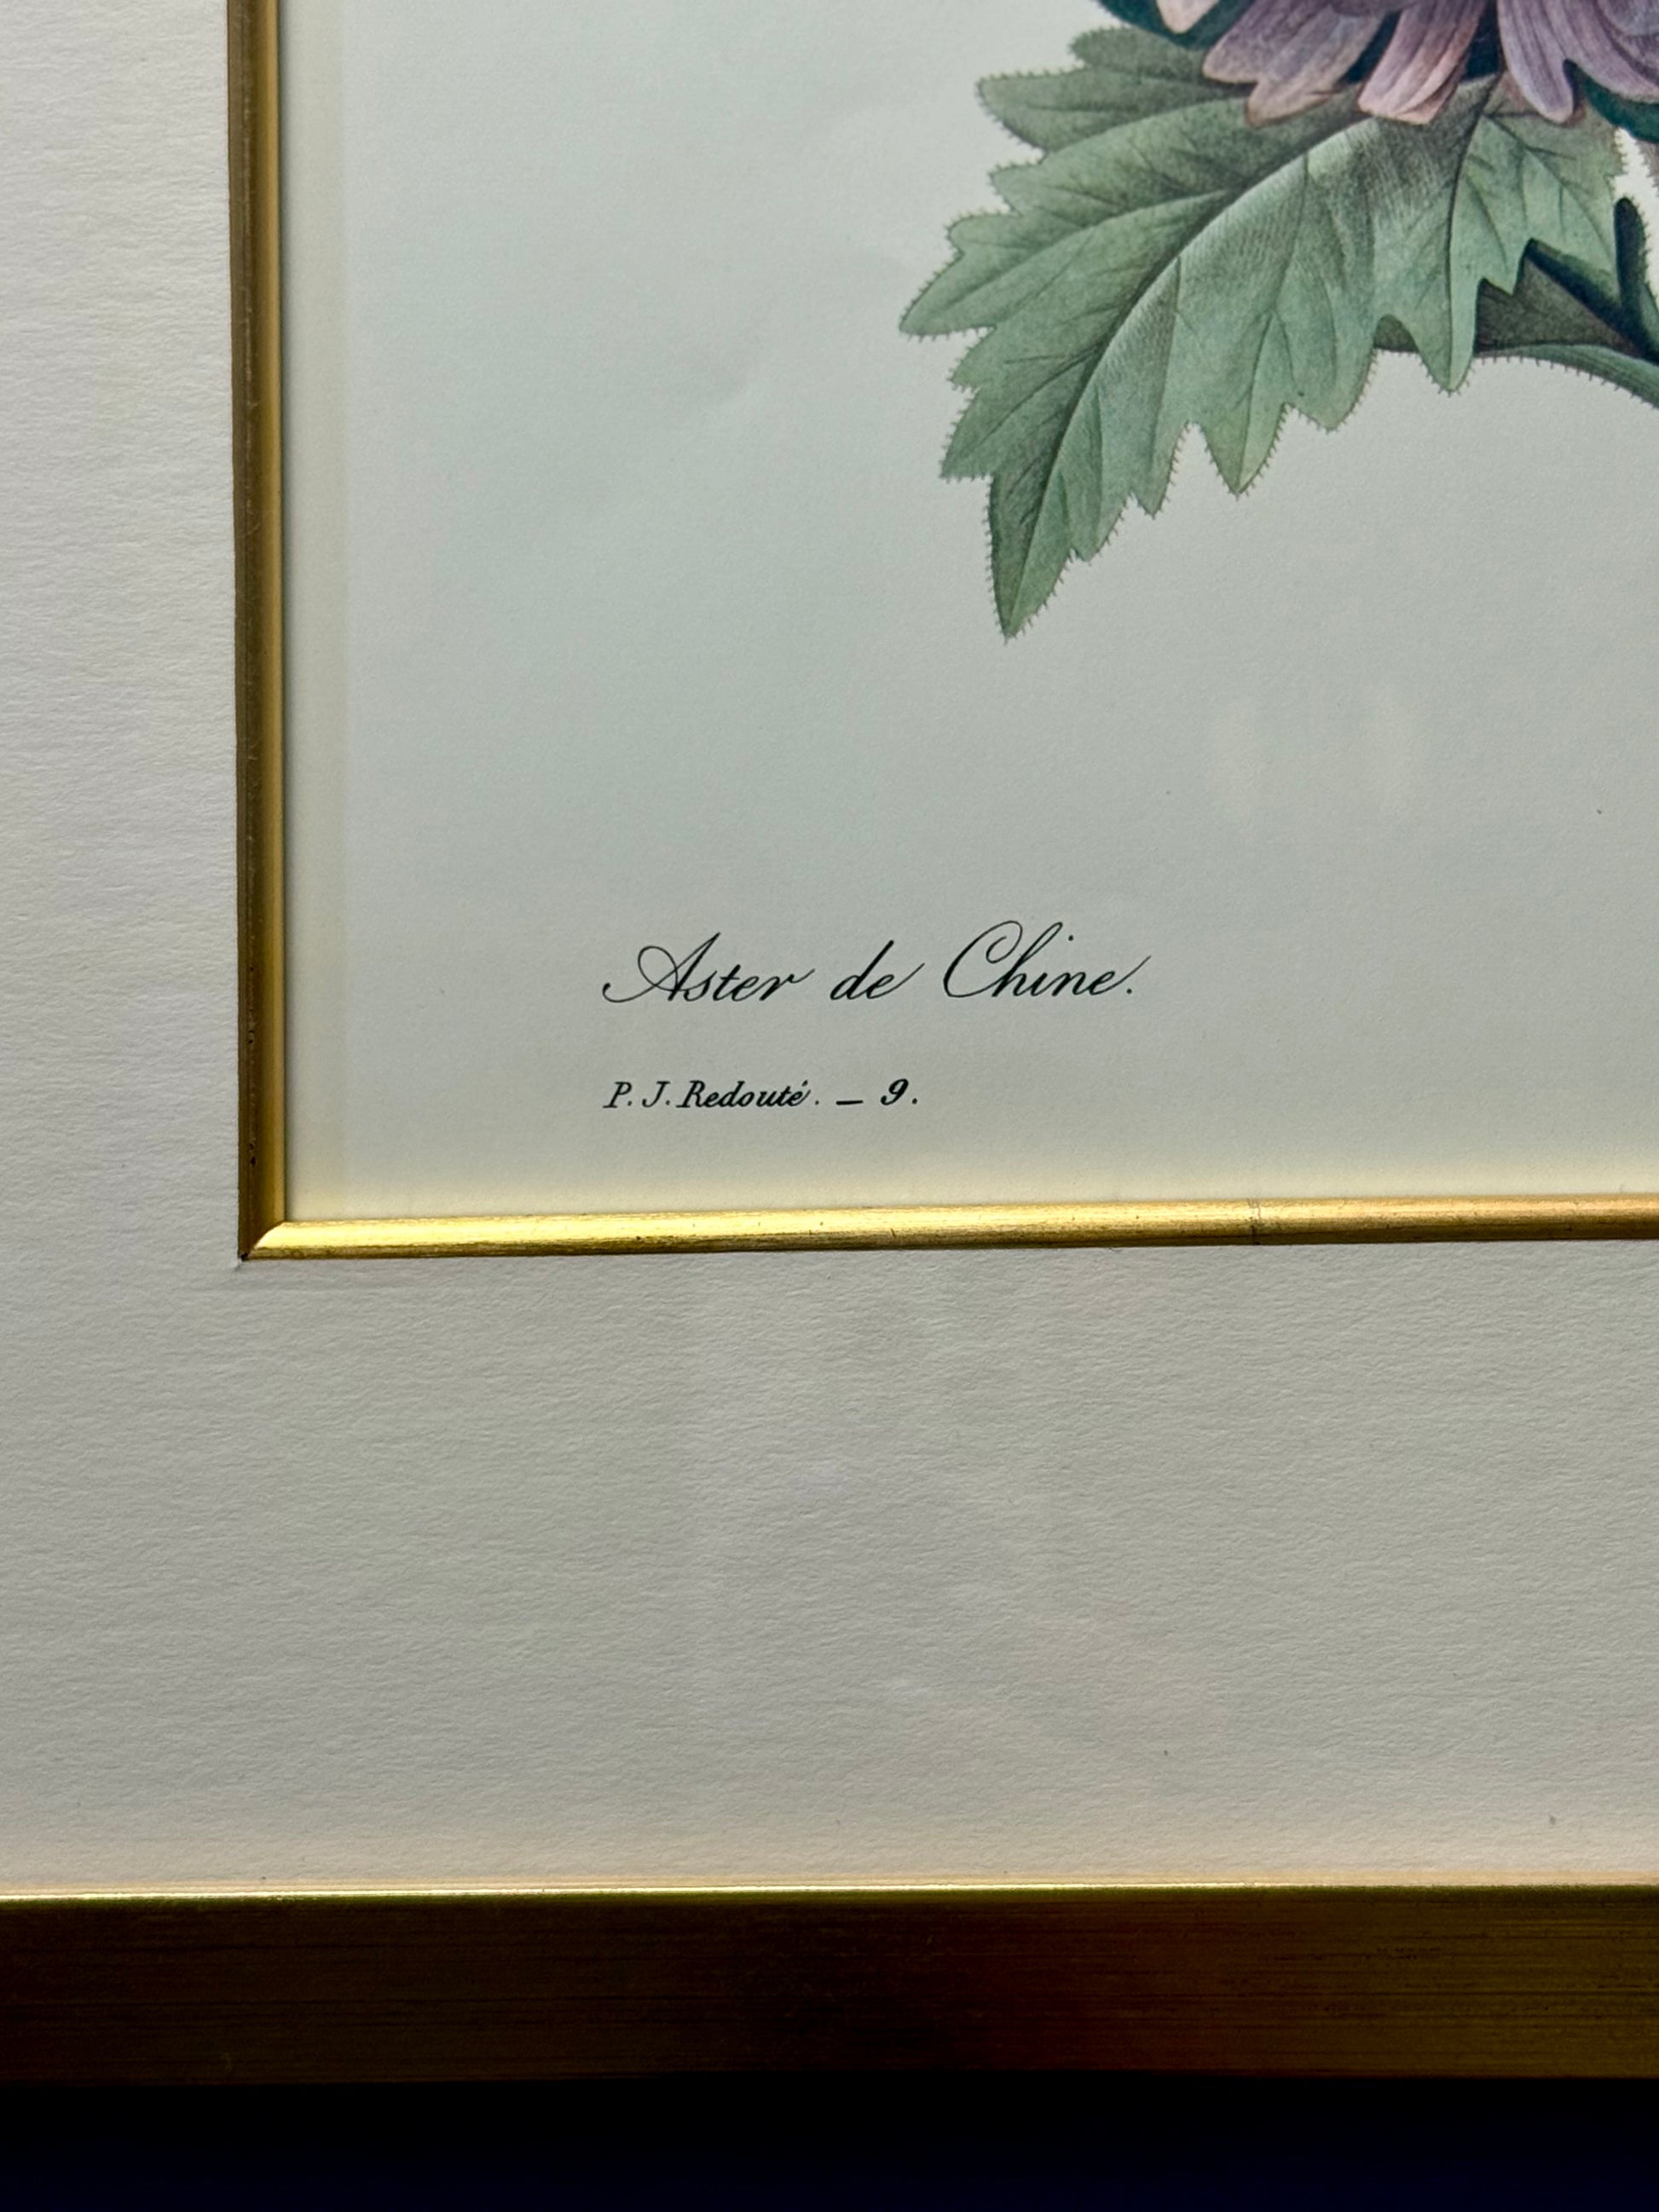 Aster de Chine.
P. J. Redouté. — 9.